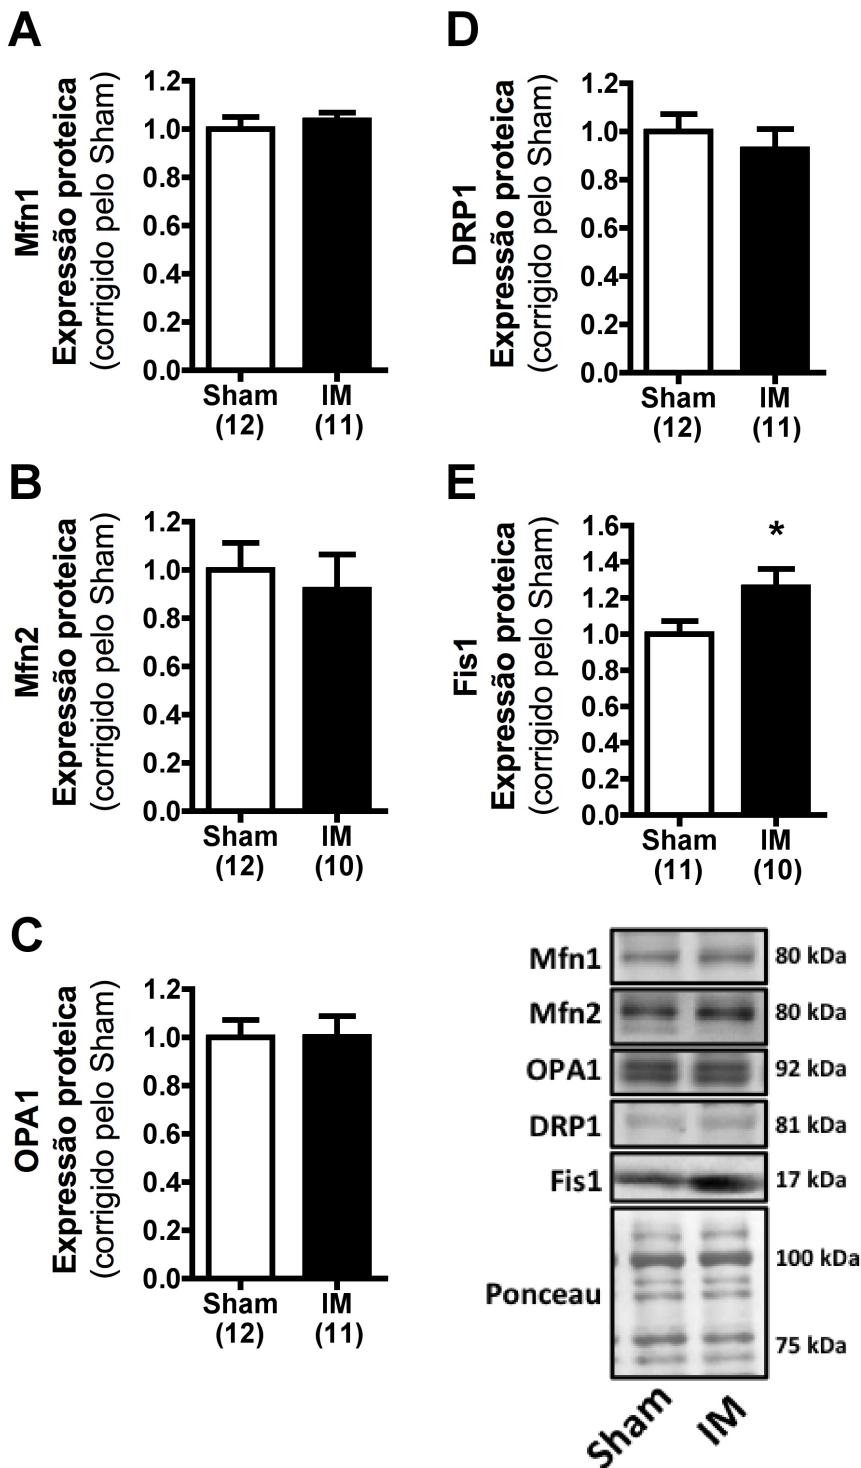 A
Mfn1
Expressão proteica
(corrigido pelo Sham)
1.2
1.0
0.8
0.6
0.4
0.2
0.0
Sham IM
(12) (11)
D
DRP1
Expressão proteica
(corrigido pelo Sham)
1.2
1.0
0.8
0.6
0.4
0.2
0.0
Sham IM
(12) (11)
B
Mfn2
Expressão proteica
(corrigido pelo Sham)
1.2
1.0
0.8
0.6
0.4
0.2
0.0
Sham IM
(12) (10)
E
Fis1
Expressão proteica
(corrigido pelo Sham)
1.6
1.4
1.2
1.0
0.8
0.6
0.4
0.2
0.0
*
Sham IM
(11) (10)
C
OPA1
Expressão proteica
(corrigido pelo Sham)
1.2
1.0
0.8
0.6
0.4
0.2
0.0
Sham IM
(12) (11)
Mfn1 80 kDa
Mfn2 80 kDa
OPA1 92 kDa
DRP1 81 kDa
Fis1 17 kDa
Ponceau
100 kDa
75 kDa
Sham IM